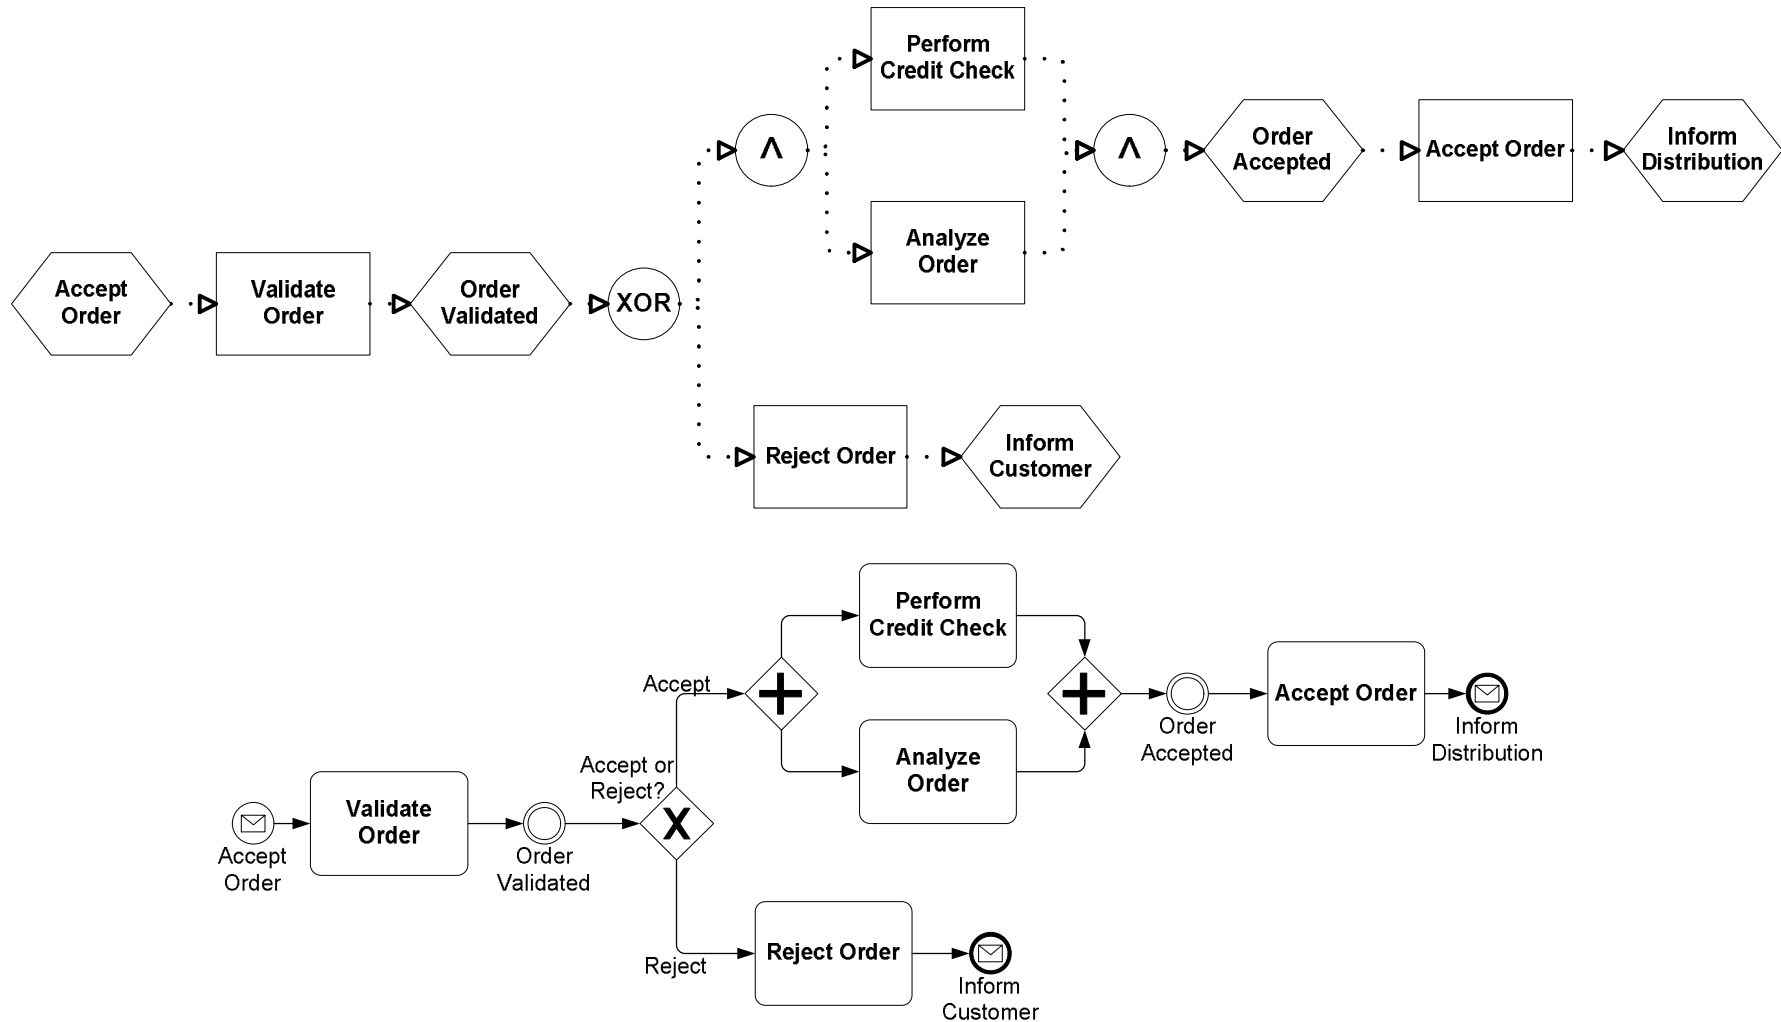 Perform
Credit Check
Order
Accepted
Accept Order
Inform
Distribution
^
^
Analyze
Order
Accept
Order
Validate
Order
Order
Validated
XOR
Reject Order
Inform
Customer
Perform
Credit Check
Accept
Accept Order
Order
Accepted
Inform
Distribution
Analyze
Order
Accept or
Reject?
Validate
Order
X
Accept
Order
Order
Validated
Reject Order
Reject
Inform
Customer